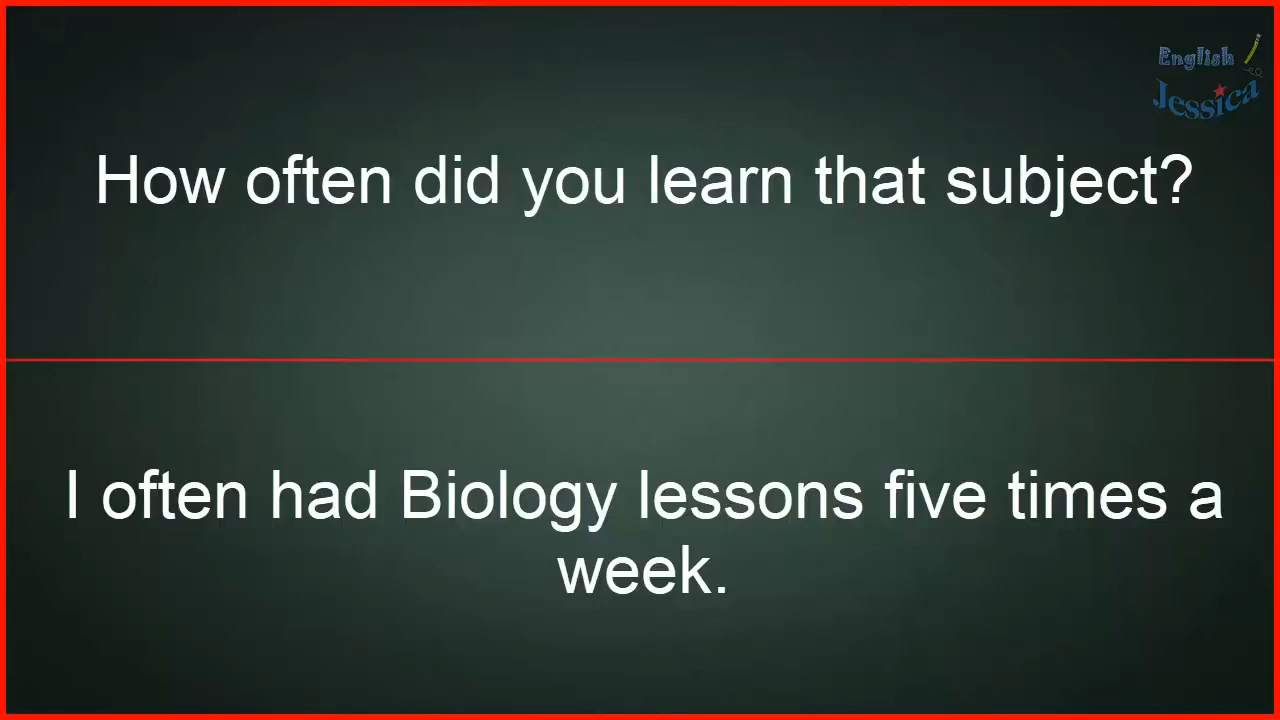 English
Jessica
How often did you learn that subject?
I often had Biology lessons five times a
week.